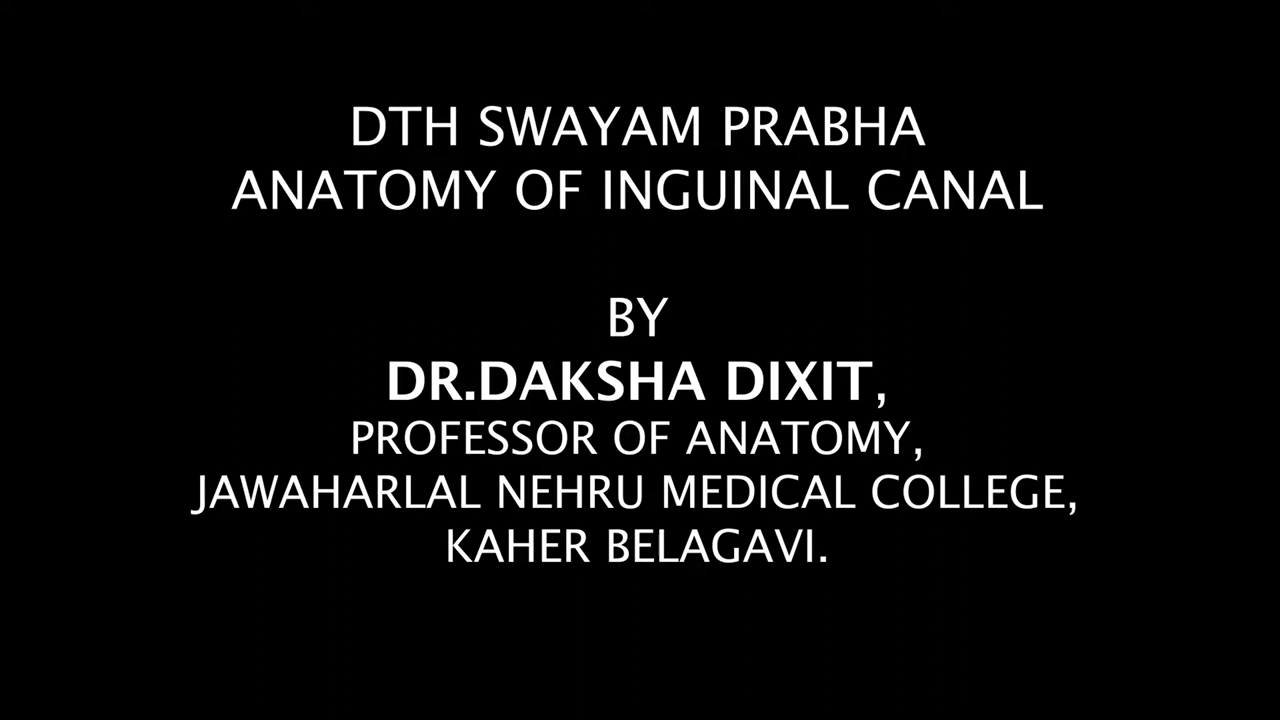 DTH SWAYAM PRABHA
ANATOMY OF INGUINAL CANAL
BY
DR.DAKSHA DIXIT,
PROFESSOR OF ANATOMY,
JAWAHARLAL NEHRU MEDICAL COLLEGE,
KAHER BELAGAVI.